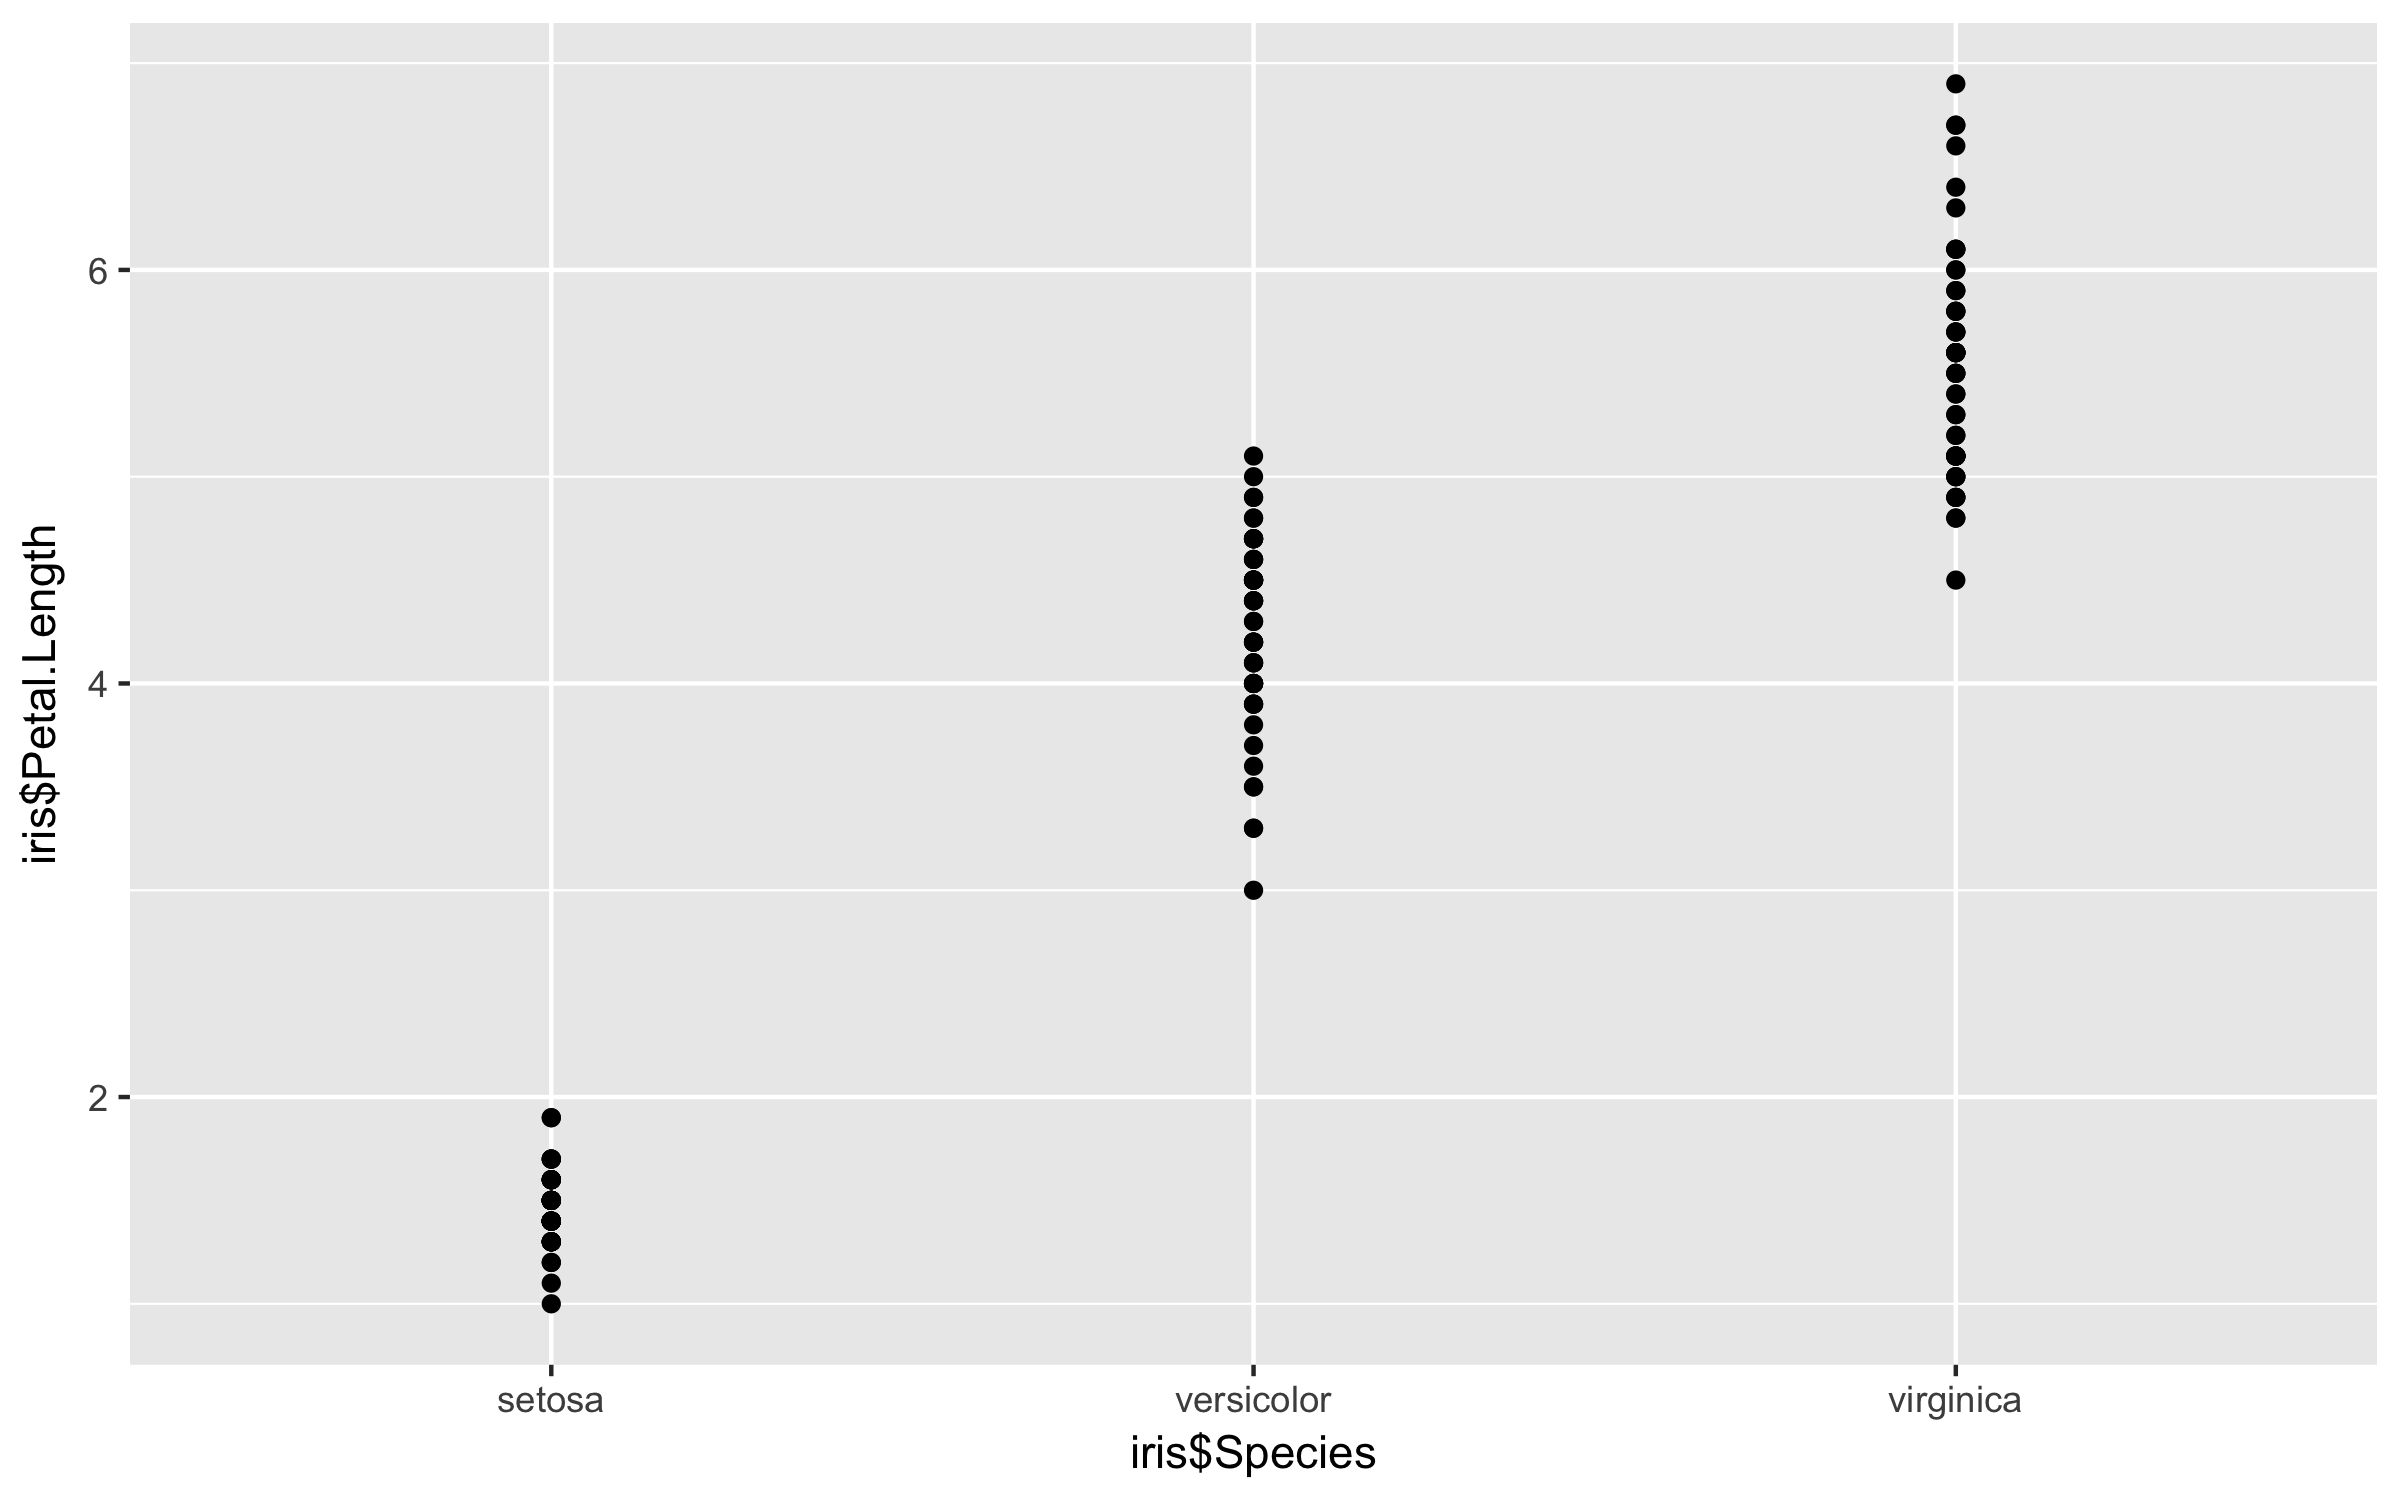 iris$Petal.Length
6
4
2
setosa
versicolor
virginica
iris$Species